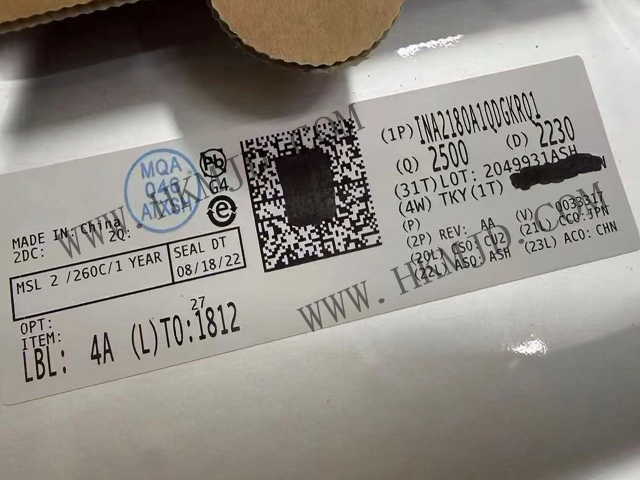 (1P) INA2180A1QDGKRQ1
(Q) 2500 (D) 2230
(31T) LOT: 2049931ASH
(4W) TKY (1T)
(P)
(2P) REV: AA (V) 0033317
(20L) CSO: (21L) CCO:JPN
(22L) ASO: ASH (23L) ACO: CHN
MQA
ATASH
Pb
G4
e
MADE IN: China
2DC: 2Q:
MSL 2 /260C/1 YEAR
SEAL DT
08/18/22
OPT:
ITEM: 27
LBL: 4A (L)TO:1812
WWW.HKMJD.COM
WWW.HKMJD.COM